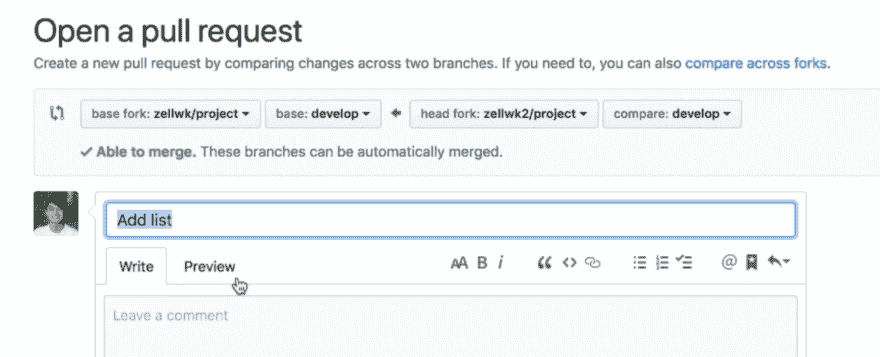 Open a pull request
Create a new pull request by comparing changes across two branches. If you need to, you can also compare across forks.
base fork: zellwk/project base: develop head fork: zellwk2/project compare: develop
Able to merge. These branches can be automatically merged.
Add list
Write Preview AA B i @
Leave a comment